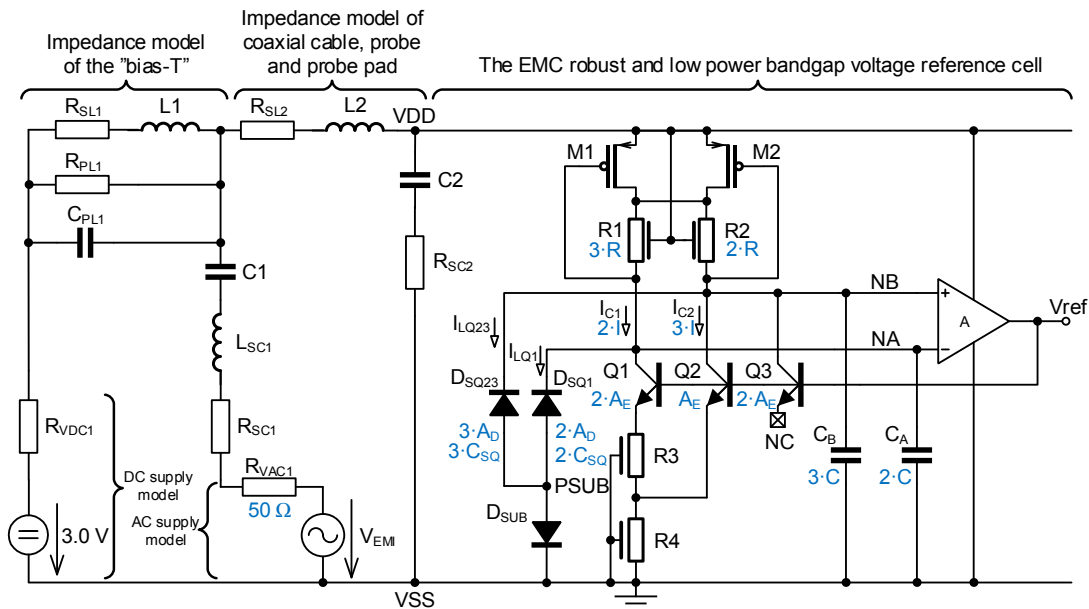 Impedance model
of the "bias-T"
Impedance model of
coaxial cable, probe
and probe pad
The EMC robust and low power bandgap voltage reference cell
RSL1
L1
RSL2
L2
VDD
RPL1
CPL1
C1
LSC1
RSC1
RVAC1
50 Ω
RVDC1
DC supply
model
AC supply
model
3.0 V
VEMI
C2
RSC2
VSS
M1
M2
R1
3·R
R2
2·R
NB
NA
IC1
2·I
IC2
3·I
ILQ23
ILQ1
DSQ23
3·AD
3·CSQ
DSQ1
2·AD
2·CSQ
PSUB
DSUB
Q1
2·AE
Q2
AE
Q3
2·AE
NC
R3
R4
CB
3·C
CA
2·C
+
−
A
Vref